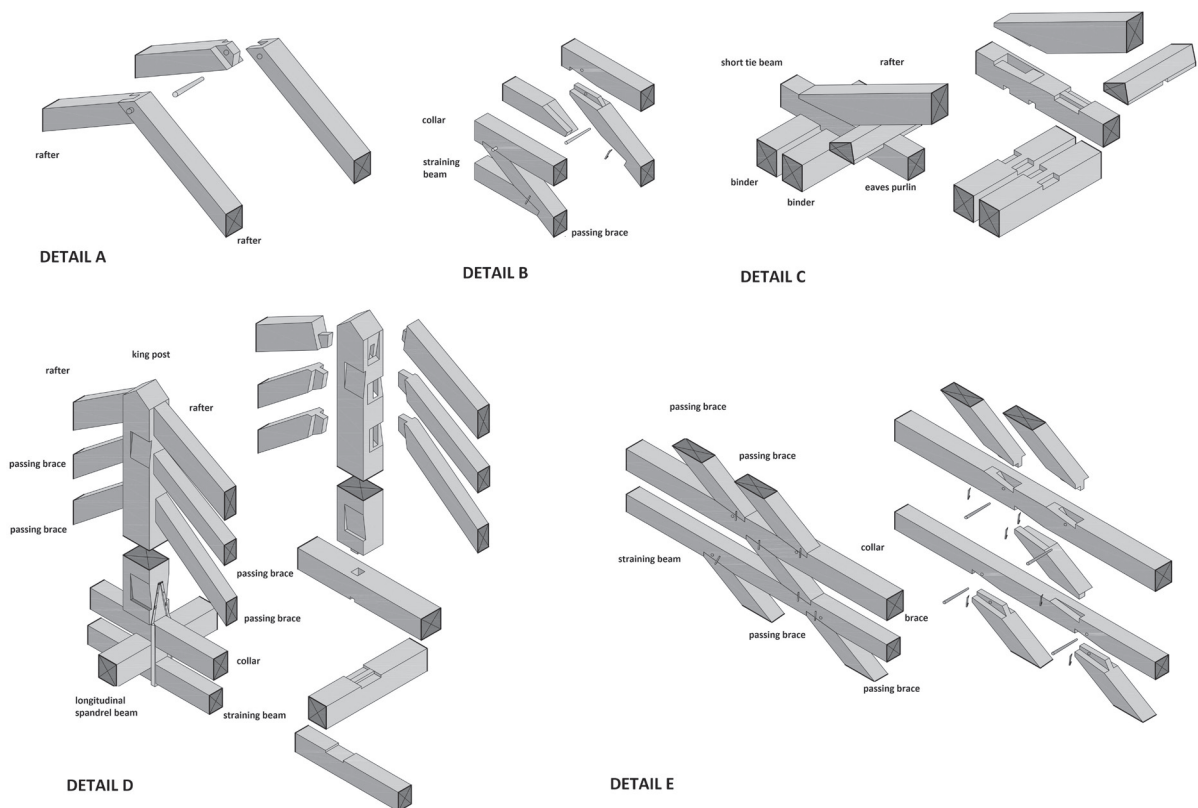 rafter
rafter
DETAIL A
collar
straining
beam
passing brace
DETAIL B
short tie beam
rafter
binder
binder
eaves purlin
DETAIL C
king post
rafter
rafter
passing brace
passing brace
passing brace
passing brace
collar
longitudinal
spandrel beam
straining beam
DETAIL D
passing brace
passing brace
collar
straining beam
brace
passing brace
passing brace
DETAIL E